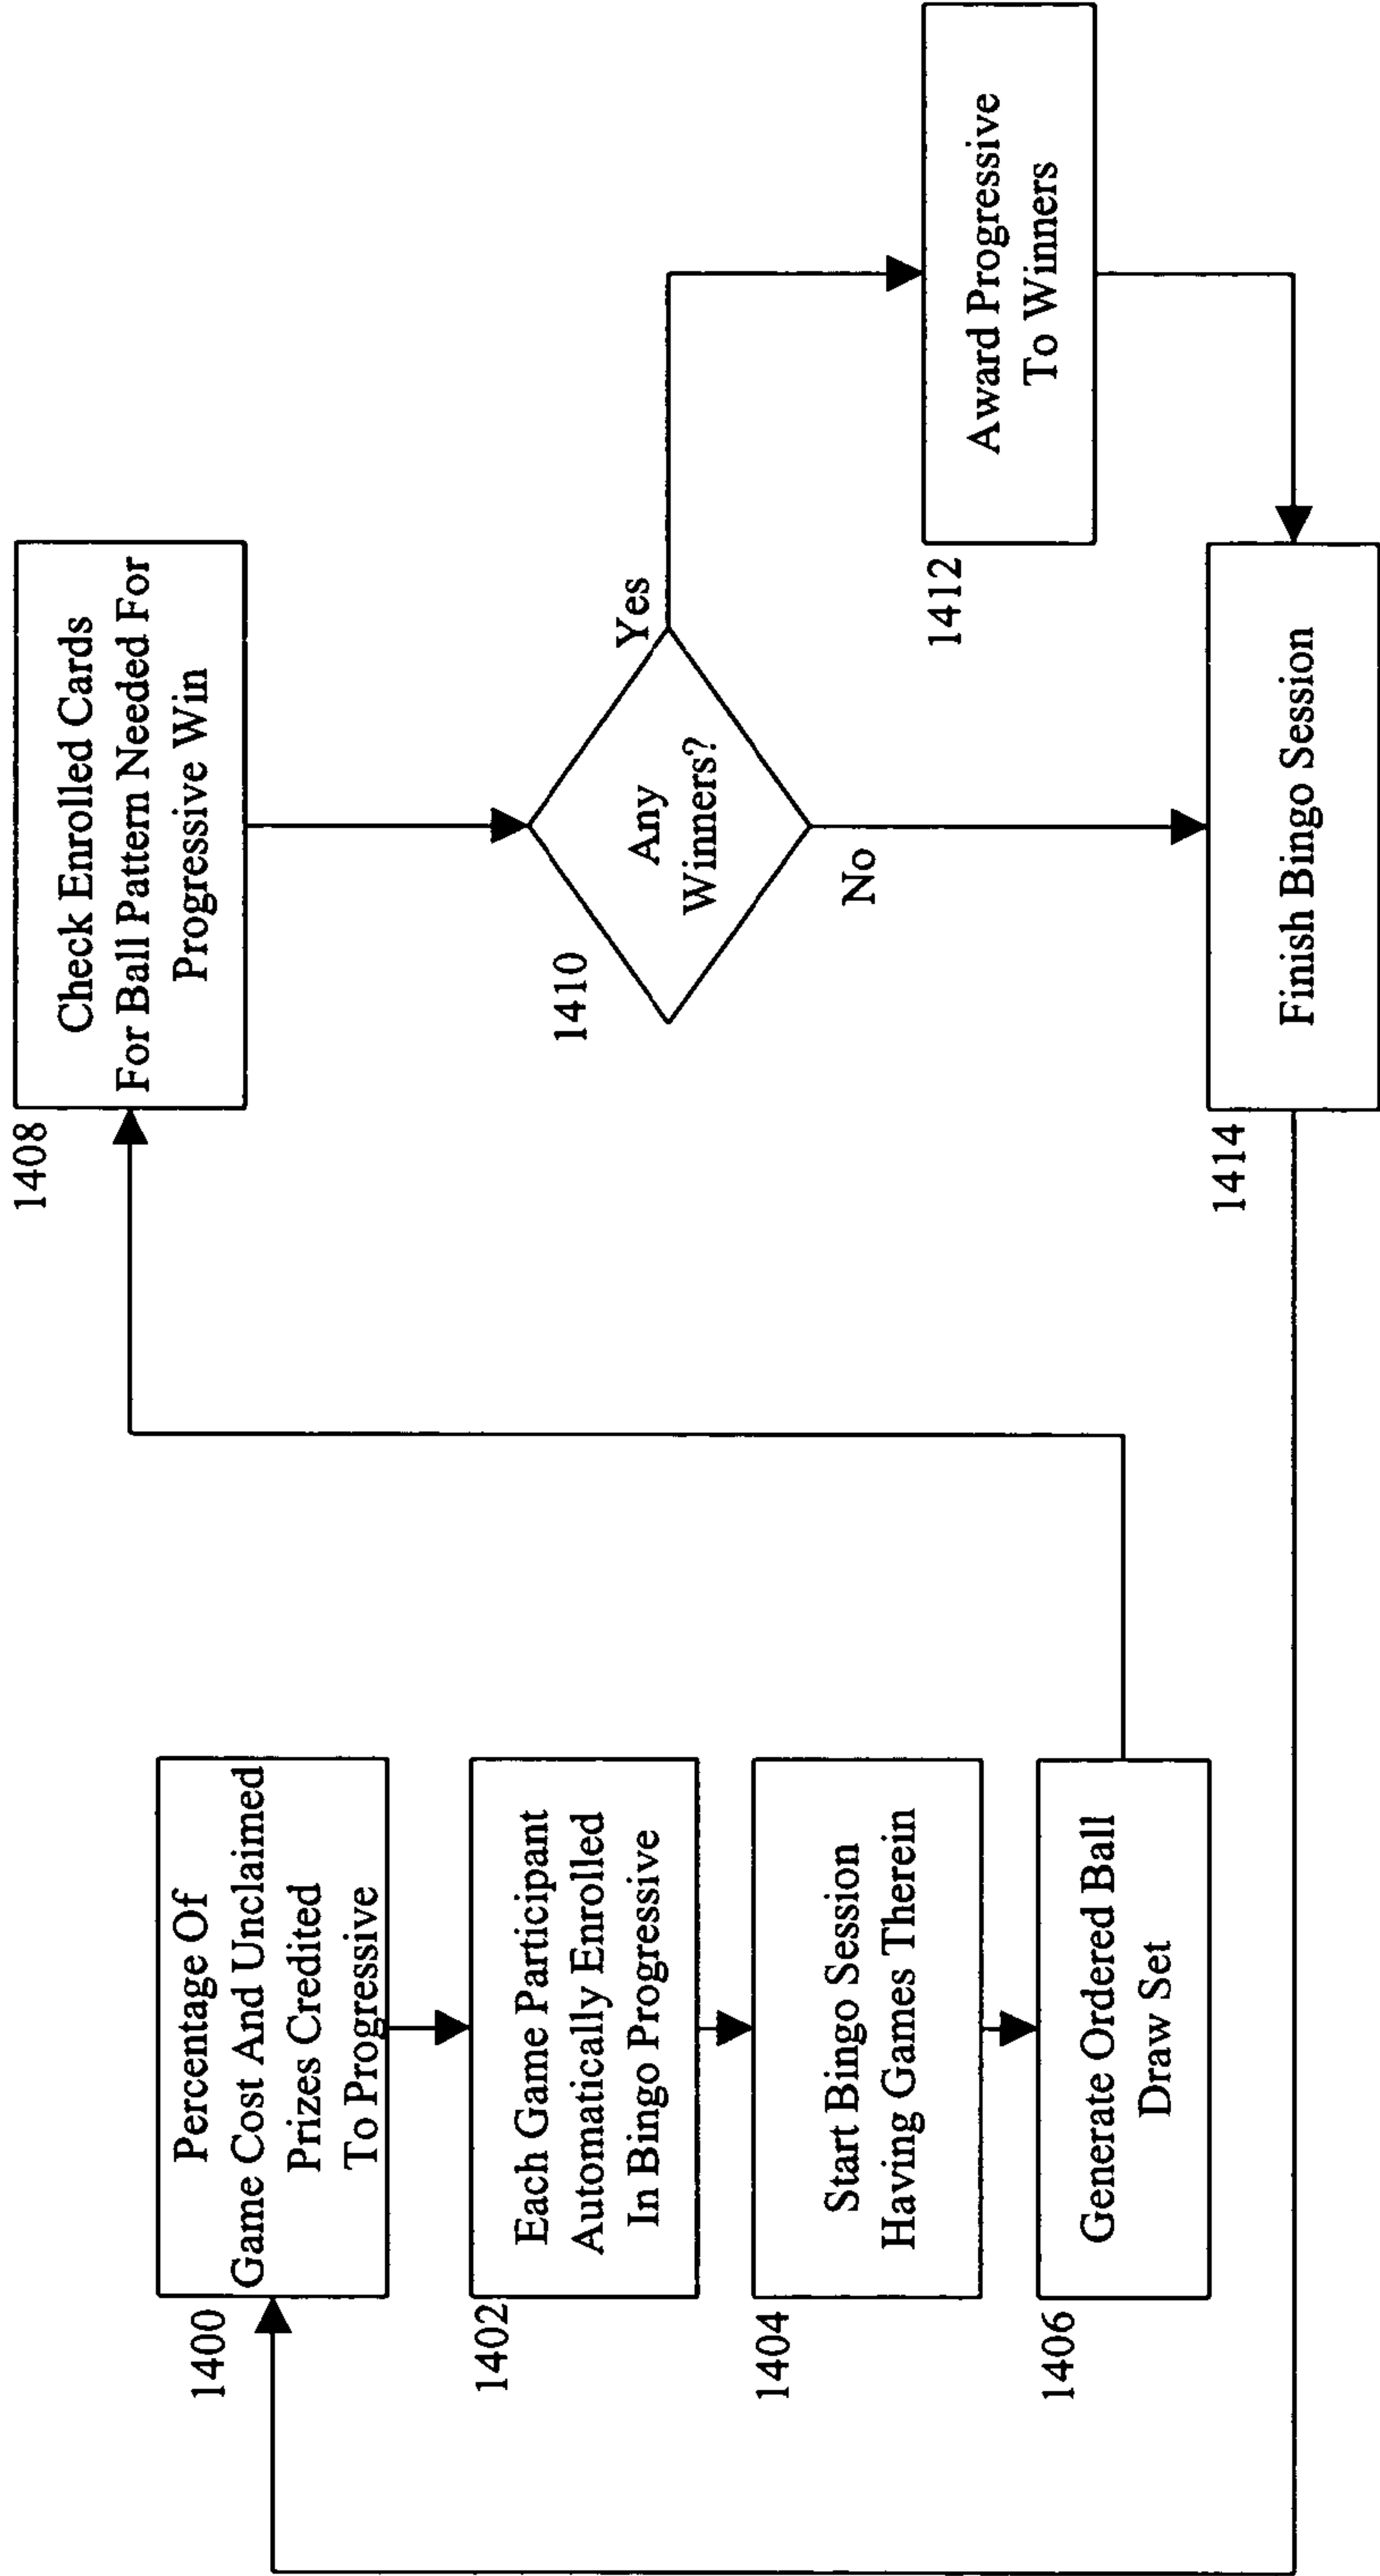 1400
Percentage Of
Game Cost And Unclaimed
Prizes Credited
To Progressive
1402
Each Game Participant
Automatically Enrolled
In Bingo Progressive
1404
Start Bingo Session
Having Games Therein
1406
Generate Ordered Ball
Draw Set
1408
Check Enrolled Cards
For Ball Pattern Needed For
Progressive Win
1410
Any
Winners?
Yes
No
1412
Award Progressive
To Winners
1414
Finish Bingo Session